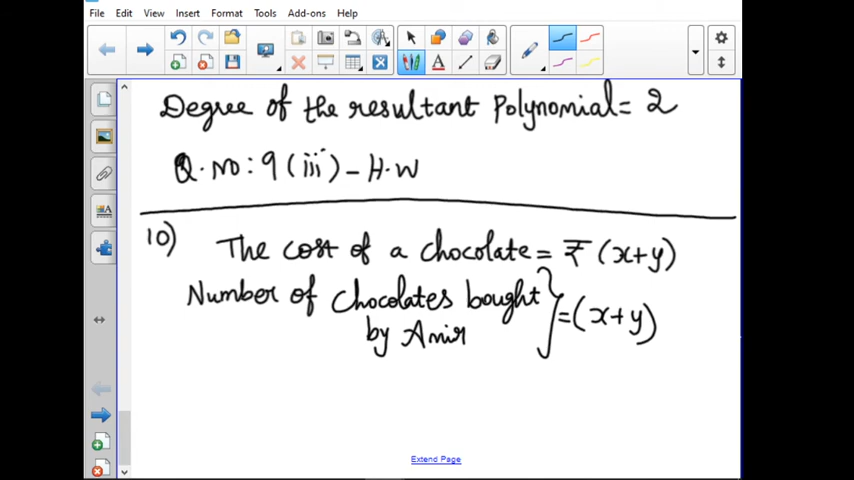 File Edit View Insert Format Tools Add-ons Help
Degree of the resultant Polynomial = 2
Q. No: 9 (iii) - H.W
10) The cost of a chocolate = ₹ (x+y)
Number of chocolates bought
by Amir } = (x+y)
Extend Page